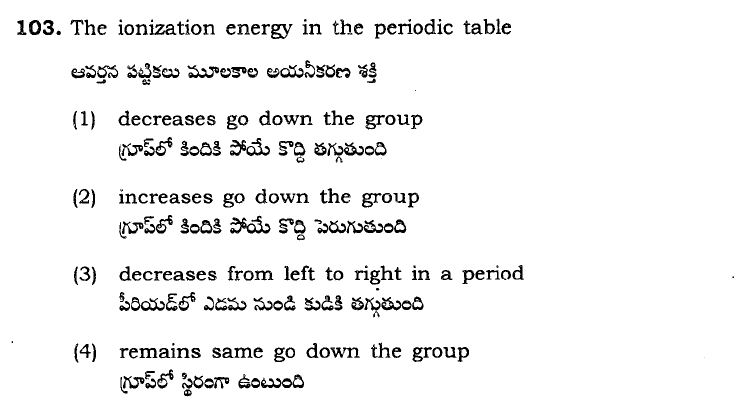 103. The ionization energy in the periodic table
ఆవర్తన పట్టికలు మూలకాల అయనీకరణ శక్తి
(1) decreases go down the group
గ్రూప్‌లో కిందికి పోయే కొద్ది తగ్గుతుంది
(2) increases go down the group
గ్రూప్‌లో కిందికి పోయే కొద్ది పెరుగుతుంది
(3) decreases from left to right in a period
పీరియడ్‌లో ఎడమ నుండి కుడికి తగ్గుతుంది
(4) remains same go down the group
గ్రూప్‌లో స్థిరంగా ఉంటుంది